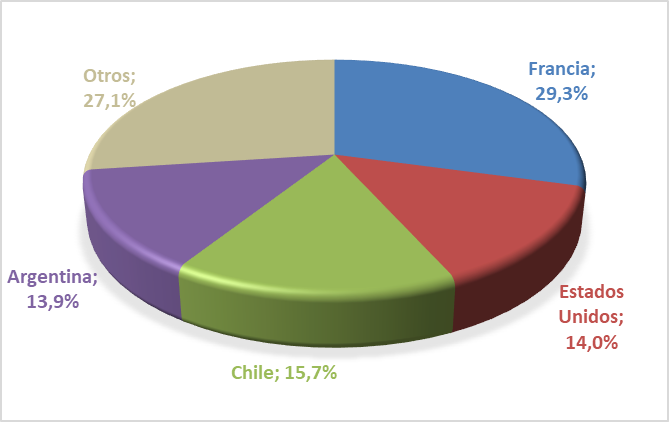 Otros;
27,1%
Francia;
29,3%
Argentina;
13,9%
Estados
Unidos;
14,0%
Chile; 15,7%